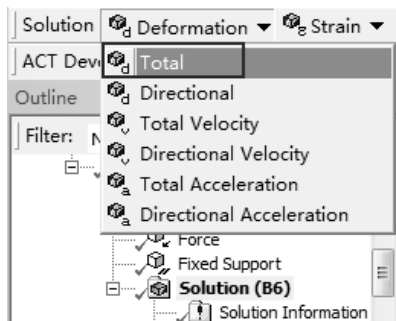 Solution Deformation Strain
ACT Dev Total
Outline Directional
Filter: Total Velocity
Directional Velocity
Total Acceleration
Directional Acceleration
Force
Fixed Support
Solution (B6)
Solution Information